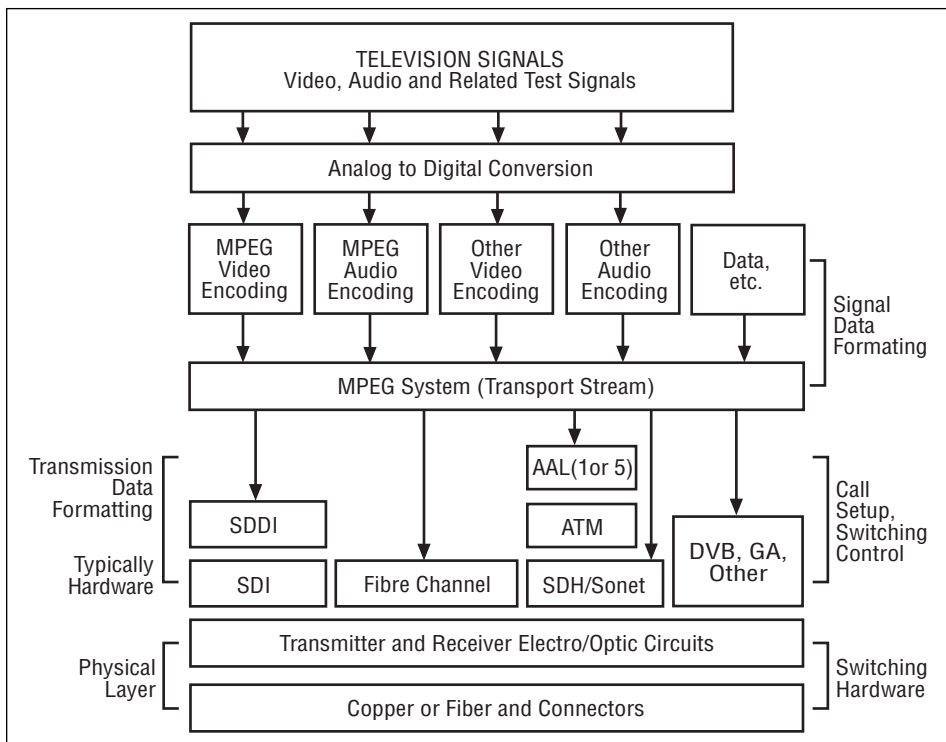 TELEVISION SIGNALS
Video, Audio and Related Test Signals
Analog to Digital Conversion
MPEG
Video
Encoding
MPEG
Audio
Encoding
Other
Video
Encoding
Other
Audio
Encoding
Data,
etc.
Signal
Data
Formating
MPEG System (Transport Stream)
Transmission
Data
Formatting
Typically
Hardware
SDDI
SDI
Fibre Channel
AAL(1or 5)
ATM
SDH/Sonet
DVB, GA,
Other
Call
Setup,
Switching
Control
Transmitter and Receiver Electro/Optic Circuits
Physical
Layer
Switching
Hardware
Copper or Fiber and Connectors